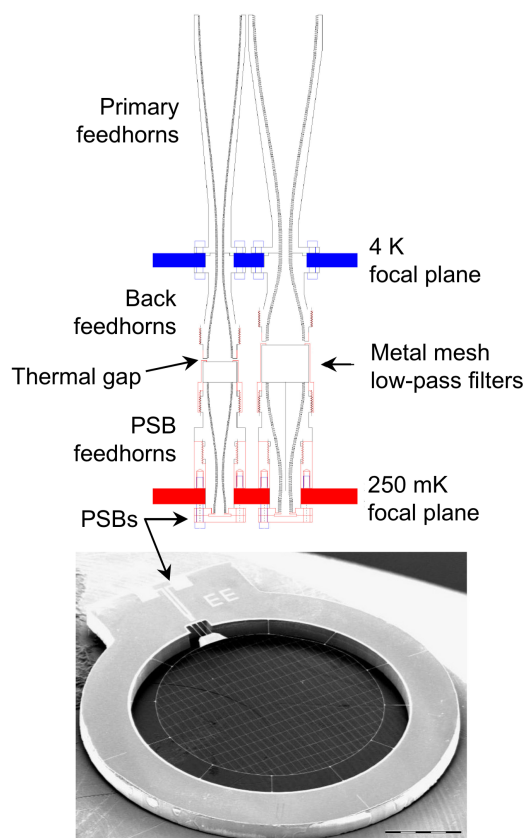 Primary
feedhorns
4 K
focal plane
Back
feedhorns
Thermal gap
Metal mesh
low-pass filters
PSB
feedhorns
250 mK
focal plane
PSBs
EE